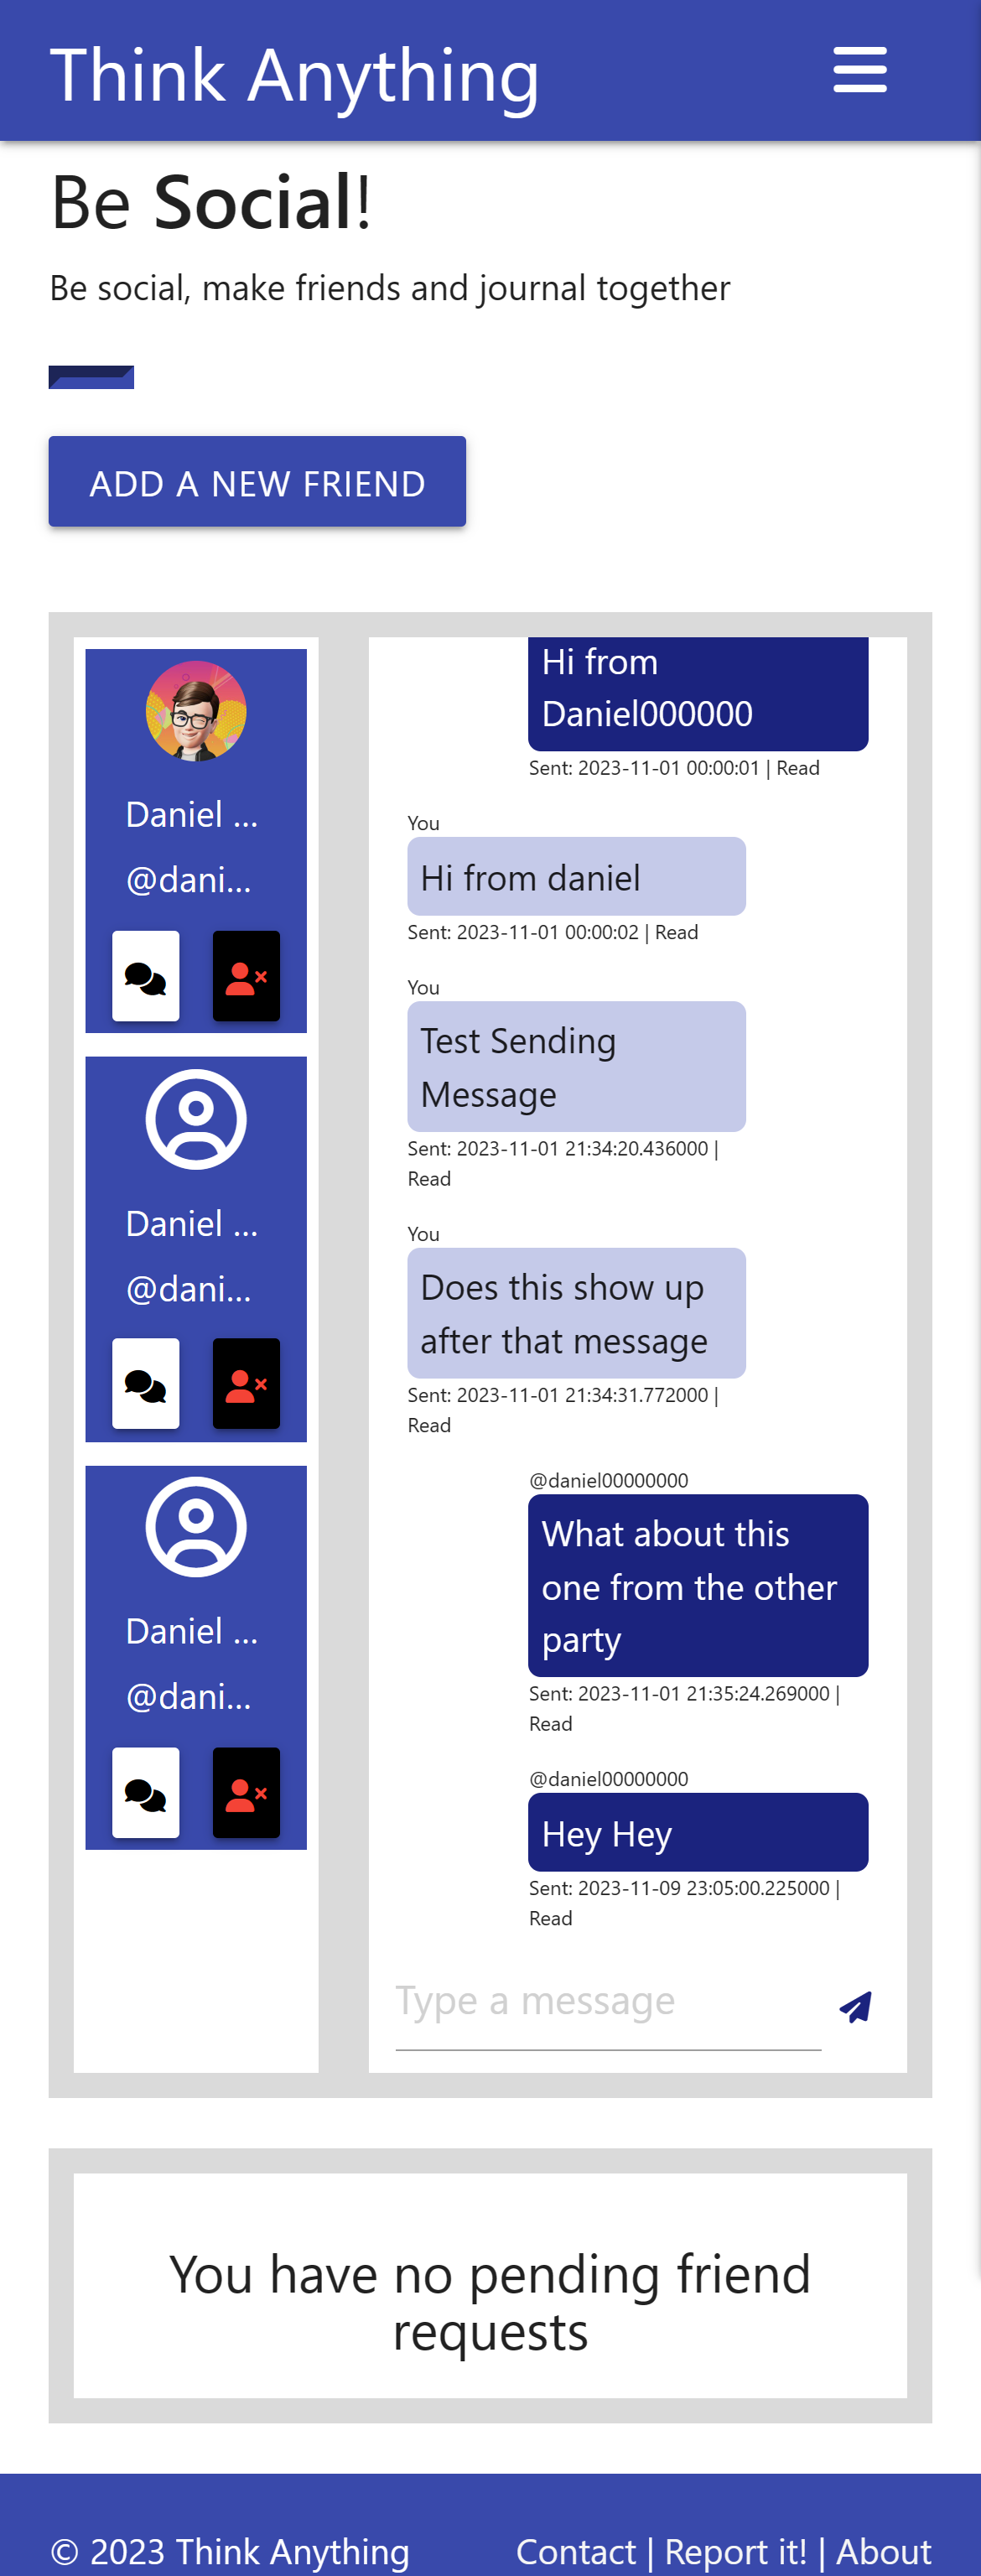 Think Anything
Be Social!
Be social, make friends and journal together
ADD A NEW FRIEND
Daniel ...
@dani...
Daniel ...
@dani...
Daniel ...
@dani...
Hi from
Daniel000000
Sent: 2023-11-01 00:00:01 | Read
You
Hi from daniel
Sent: 2023-11-01 00:00:02 | Read
You
Test Sending
Message
Sent: 2023-11-01 21:34:20.436000 |
Read
You
Does this show up
after that message
Sent: 2023-11-01 21:34:31.772000 |
Read
@daniel00000000
What about this
one from the other
party
Sent: 2023-11-01 21:35:24.269000 |
Read
@daniel00000000
Hey Hey
Sent: 2023-11-09 23:05:00.225000 |
Read
Type a message
You have no pending friend
requests
© 2023 Think Anything
Contact | Report it! | About